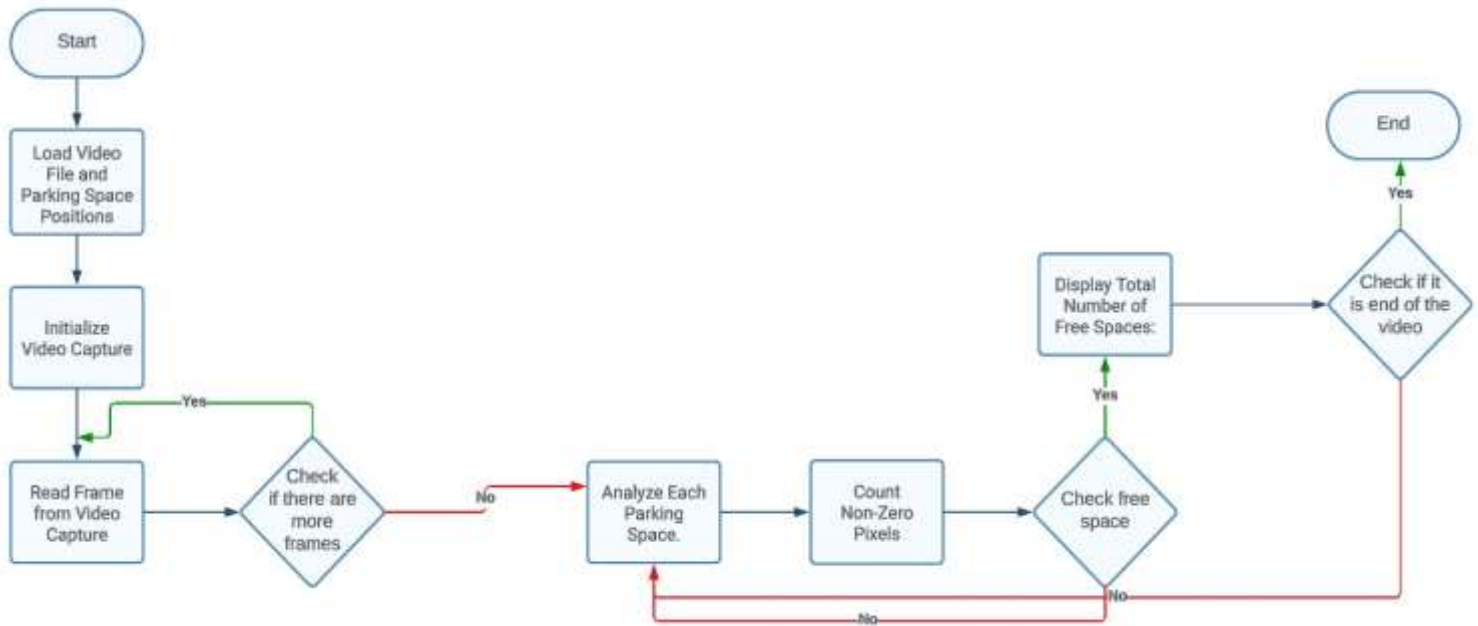 Start
Load Video
File and
Parking Space
Positions
Initialize
Video Capture
Yes
Read Frame
from Video
Capture
Check
if there are
more
frames
No
Analyze Each
Parking
Space.
Count
Non-Zero
Pixels
Check free
space
Yes
No
Display Total
Number of
Free Spaces:
Check if it
is end of the
video
No
Yes
End